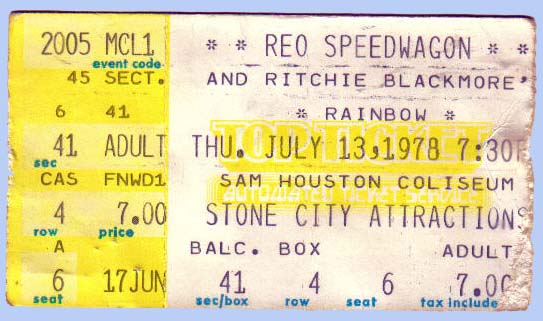 2005 MCL1
event code
45 SECT.
6 41
41 ADULT
sec
CAS FNWD1
4 7.00
row price
A
6 17JUN
seat
* * REO SPEEDWAGON * *
AND RITCHIE BLACKMORE'
* RAINBOW *
TOP TICKET
THU. JULY 13,1978 7:30P
SAM HOUSTON COLISEUM
AUTOMATED TICKET SERVICE
STONE CITY ATTRACTIONS
BALC. BOX ADULT
41 4 6 7.00
sec/box row seat tax include